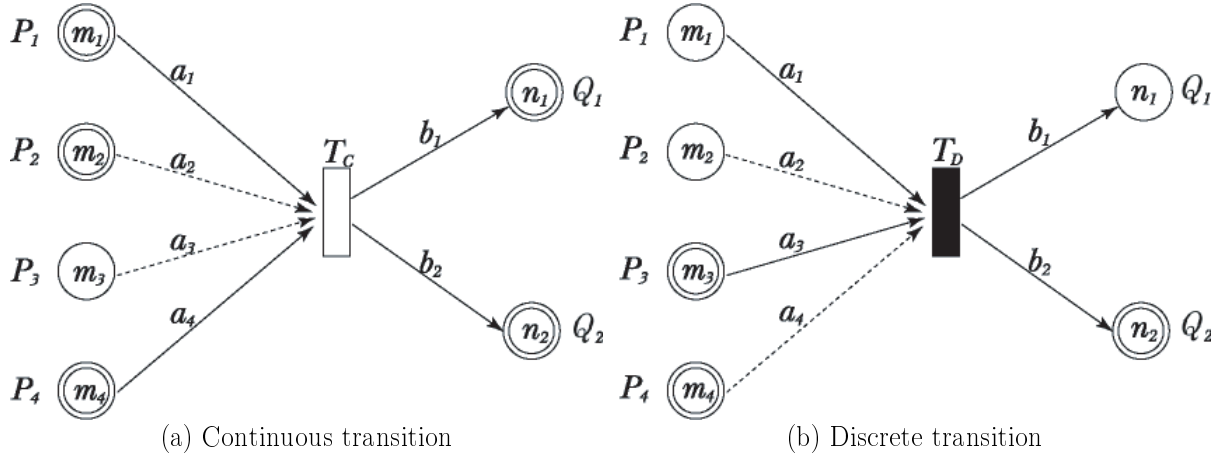 P₁ m₁ a₁
P₂ m₂ a₂
P₃ m₃ a₃
P₄ m₄ a₄
T_C
b₁ n₁ Q₁
b₂ n₂ Q₂
(a) Continuous transition
P₁ m₁ a₁
P₂ m₂ a₂
P₃ m₃ a₃
P₄ m₄ a₄
T_D
b₁ n₁ Q₁
b₂ n₂ Q₂
(b) Discrete transition